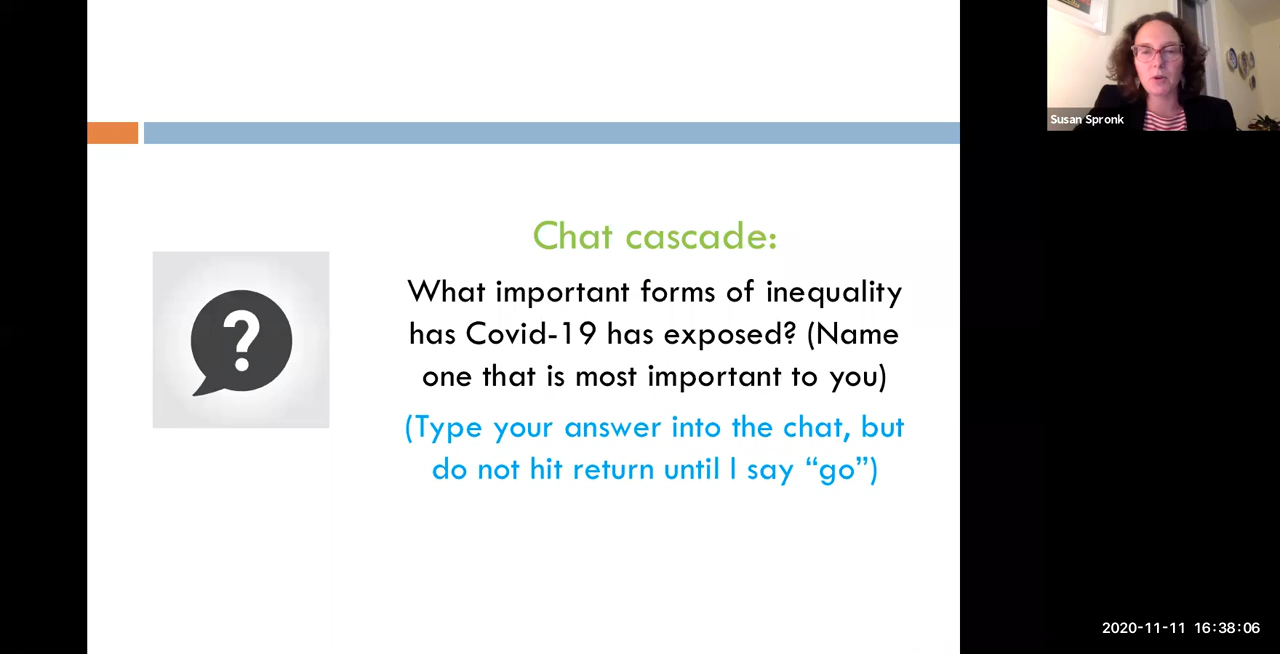 Susan Spronk
Chat cascade:
What important forms of inequality
has Covid-19 has exposed? (Name
one that is most important to you)
(Type your answer into the chat, but
do not hit return until I say “go”)
2020-11-11 16:38:06